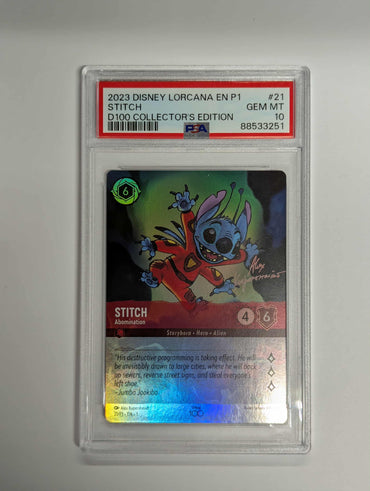 2023 DISNEY LORCANA EN P1 #21
STITCH GEM MT
D100 COLLECTOR'S EDITION 10
PSA 88533251
6
STITCH
Abomination
4 6
Storyborn • Hero • Alien
"His destructive programming is taking effect. He will
be irresistibly drawn to large cities, where he will back
up sewers, reverse street signs, and steal everyone's
left shoe."
- Jumba Jookiba
100